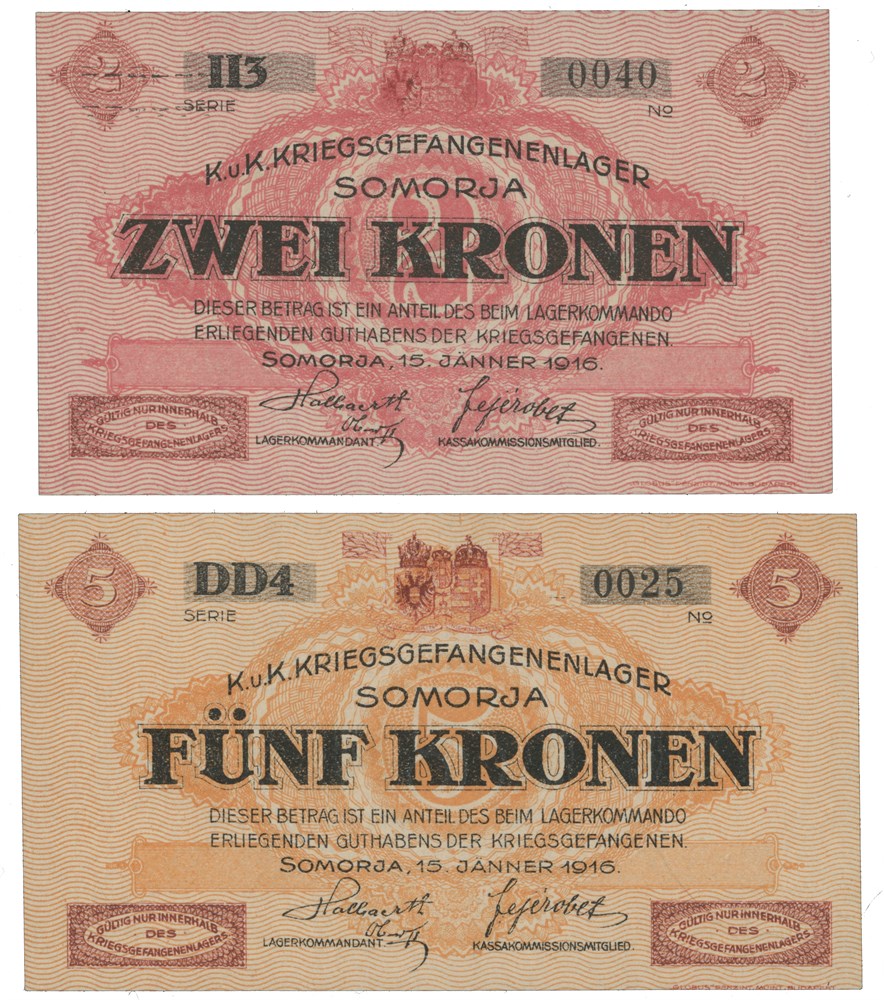 2 II3 0040 2
SERIE No
K.u.K. KRIEGSGEFANGENENLAGER
SOMORJA
ZWEI KRONEN
2
DIESER BETRAG IST EIN ANTEIL DES BEIM LAGERKOMMANDO
ERLIEGENDEN GUTHABENS DER KRIEGSGEFANGENEN.
SOMORJA, 15. JÄNNER 1916.
GÜLTIG NUR INNERHALB
DES
KRIEGSGEFANGENENLAGERS
LAGERKOMMANDANT
KASSAKOMMISSIONSMITGLIED.
GÜLTIG NUR INNERHALB
DES
KRIEGSGEFANGENENLAGERS
5 DD4 0025 5
SERIE No
K.u.K. KRIEGSGEFANGENENLAGER
SOMORJA
FÜNF KRONEN
5
DIESER BETRAG IST EIN ANTEIL DES BEIM LAGERKOMMANDO
ERLIEGENDEN GUTHABENS DER KRIEGSGEFANGENEN.
SOMORJA, 15. JÄNNER 1916.
GÜLTIG NUR INNERHALB
DES
KRIEGSGEFANGENENLAGERS
LAGERKOMMANDANT
KASSAKOMMISSIONSMITGLIED.
GÜLTIG NUR INNERHALB
DES
KRIEGSGEFANGENENLAGERS